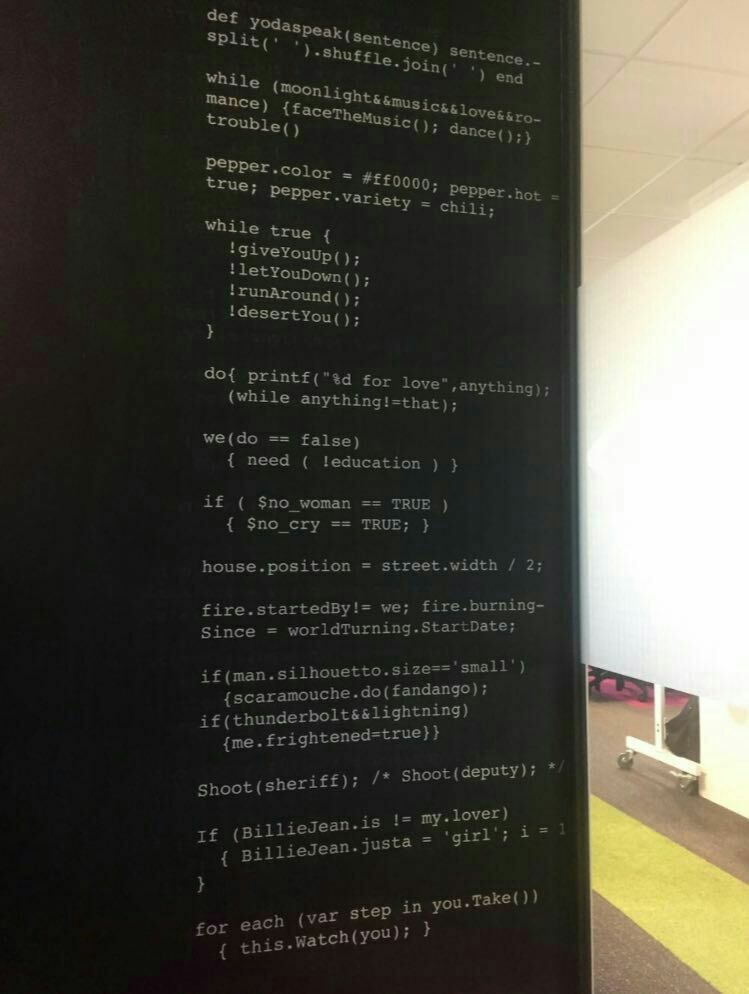 def yodaspeak(sentence) sentence.-
split(' ').shuffle.join(' ') end
while (moonlight&&music&&love&&ro-
mance) {faceTheMusic(); dance();}
trouble()
pepper.color = #ff0000; pepper.hot =
true; pepper.variety = chili;
while true {
!giveYouUp();
!letYouDown();
!runAround();
!desertYou();
}
do{ printf("%d for love",anything);
(while anything!=that);
we(do == false)
{ need ( !education ) }
if ( $no_woman == TRUE )
{ $no_cry == TRUE; }
house.position = street.width / 2;
fire.startedBy!= we; fire.burning-
Since = worldTurning.StartDate;
if(man.silhouetto.size=='small')
{scaramouche.do(fandango);
if(thunderbolt&&lightning)
{me.frightened=true}}
Shoot(sheriff); /* Shoot(deputy); */
If (BillieJean.is != my.lover)
{ BillieJean.justa = 'girl'; i = 1
}
for each (var step in you.Take())
{ this.Watch(you); }